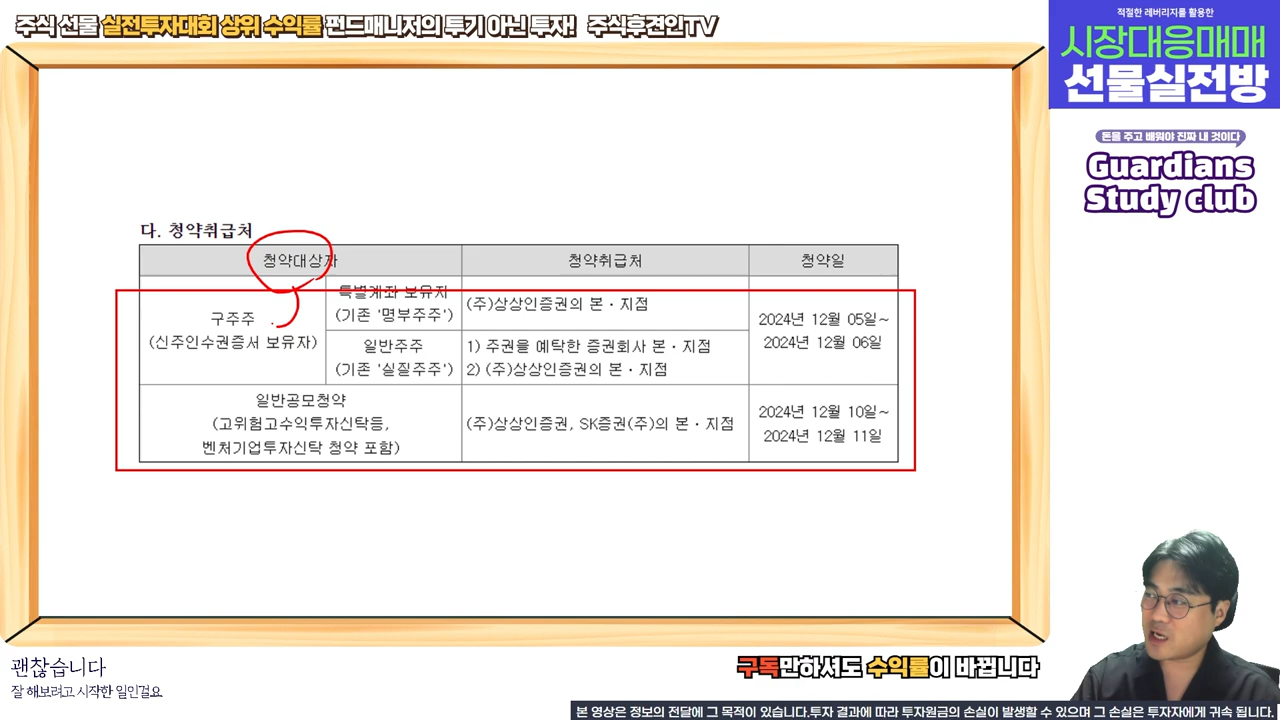 주식 선물 실전투자대회 상위 수익률 펀드매니저의 투기 아닌 투자! 주식후견인TV
적절한 레버리지를 활용한
시장대응매매
선물실전방
돈을 주고 배워야 진짜 내 것이다
Guardians
Study club
다. 청약취급처
청약대상자 청약취급처 청약일
구주주
(신주인수권증서 보유자)
특별계좌 보유자
(기존 '명부주주')
(주)상상인증권의 본·지점
2024년 12월 05일~
2024년 12월 06일
일반주주
(기존 '실질주주')
1) 주권을 예탁한 증권회사 본·지점
2) (주)상상인증권의 본·지점
일반공모청약
(고위험고수익투자신탁등,
벤처기업투자신탁 청약 포함)
(주)상상인증권, SK증권(주)의 본·지점
2024년 12월 10일~
2024년 12월 11일
괜찮습니다
잘 해보려고 시작한 일인걸요
구독만하셔도 수익률이 바뀝니다
본 영상은 정보의 전달에 그 목적이 있습니다.투자 결과에 따라 투자원금의 손실이 발생할 수 있으며 그 손실은 투자자에게 귀속 됩니다.